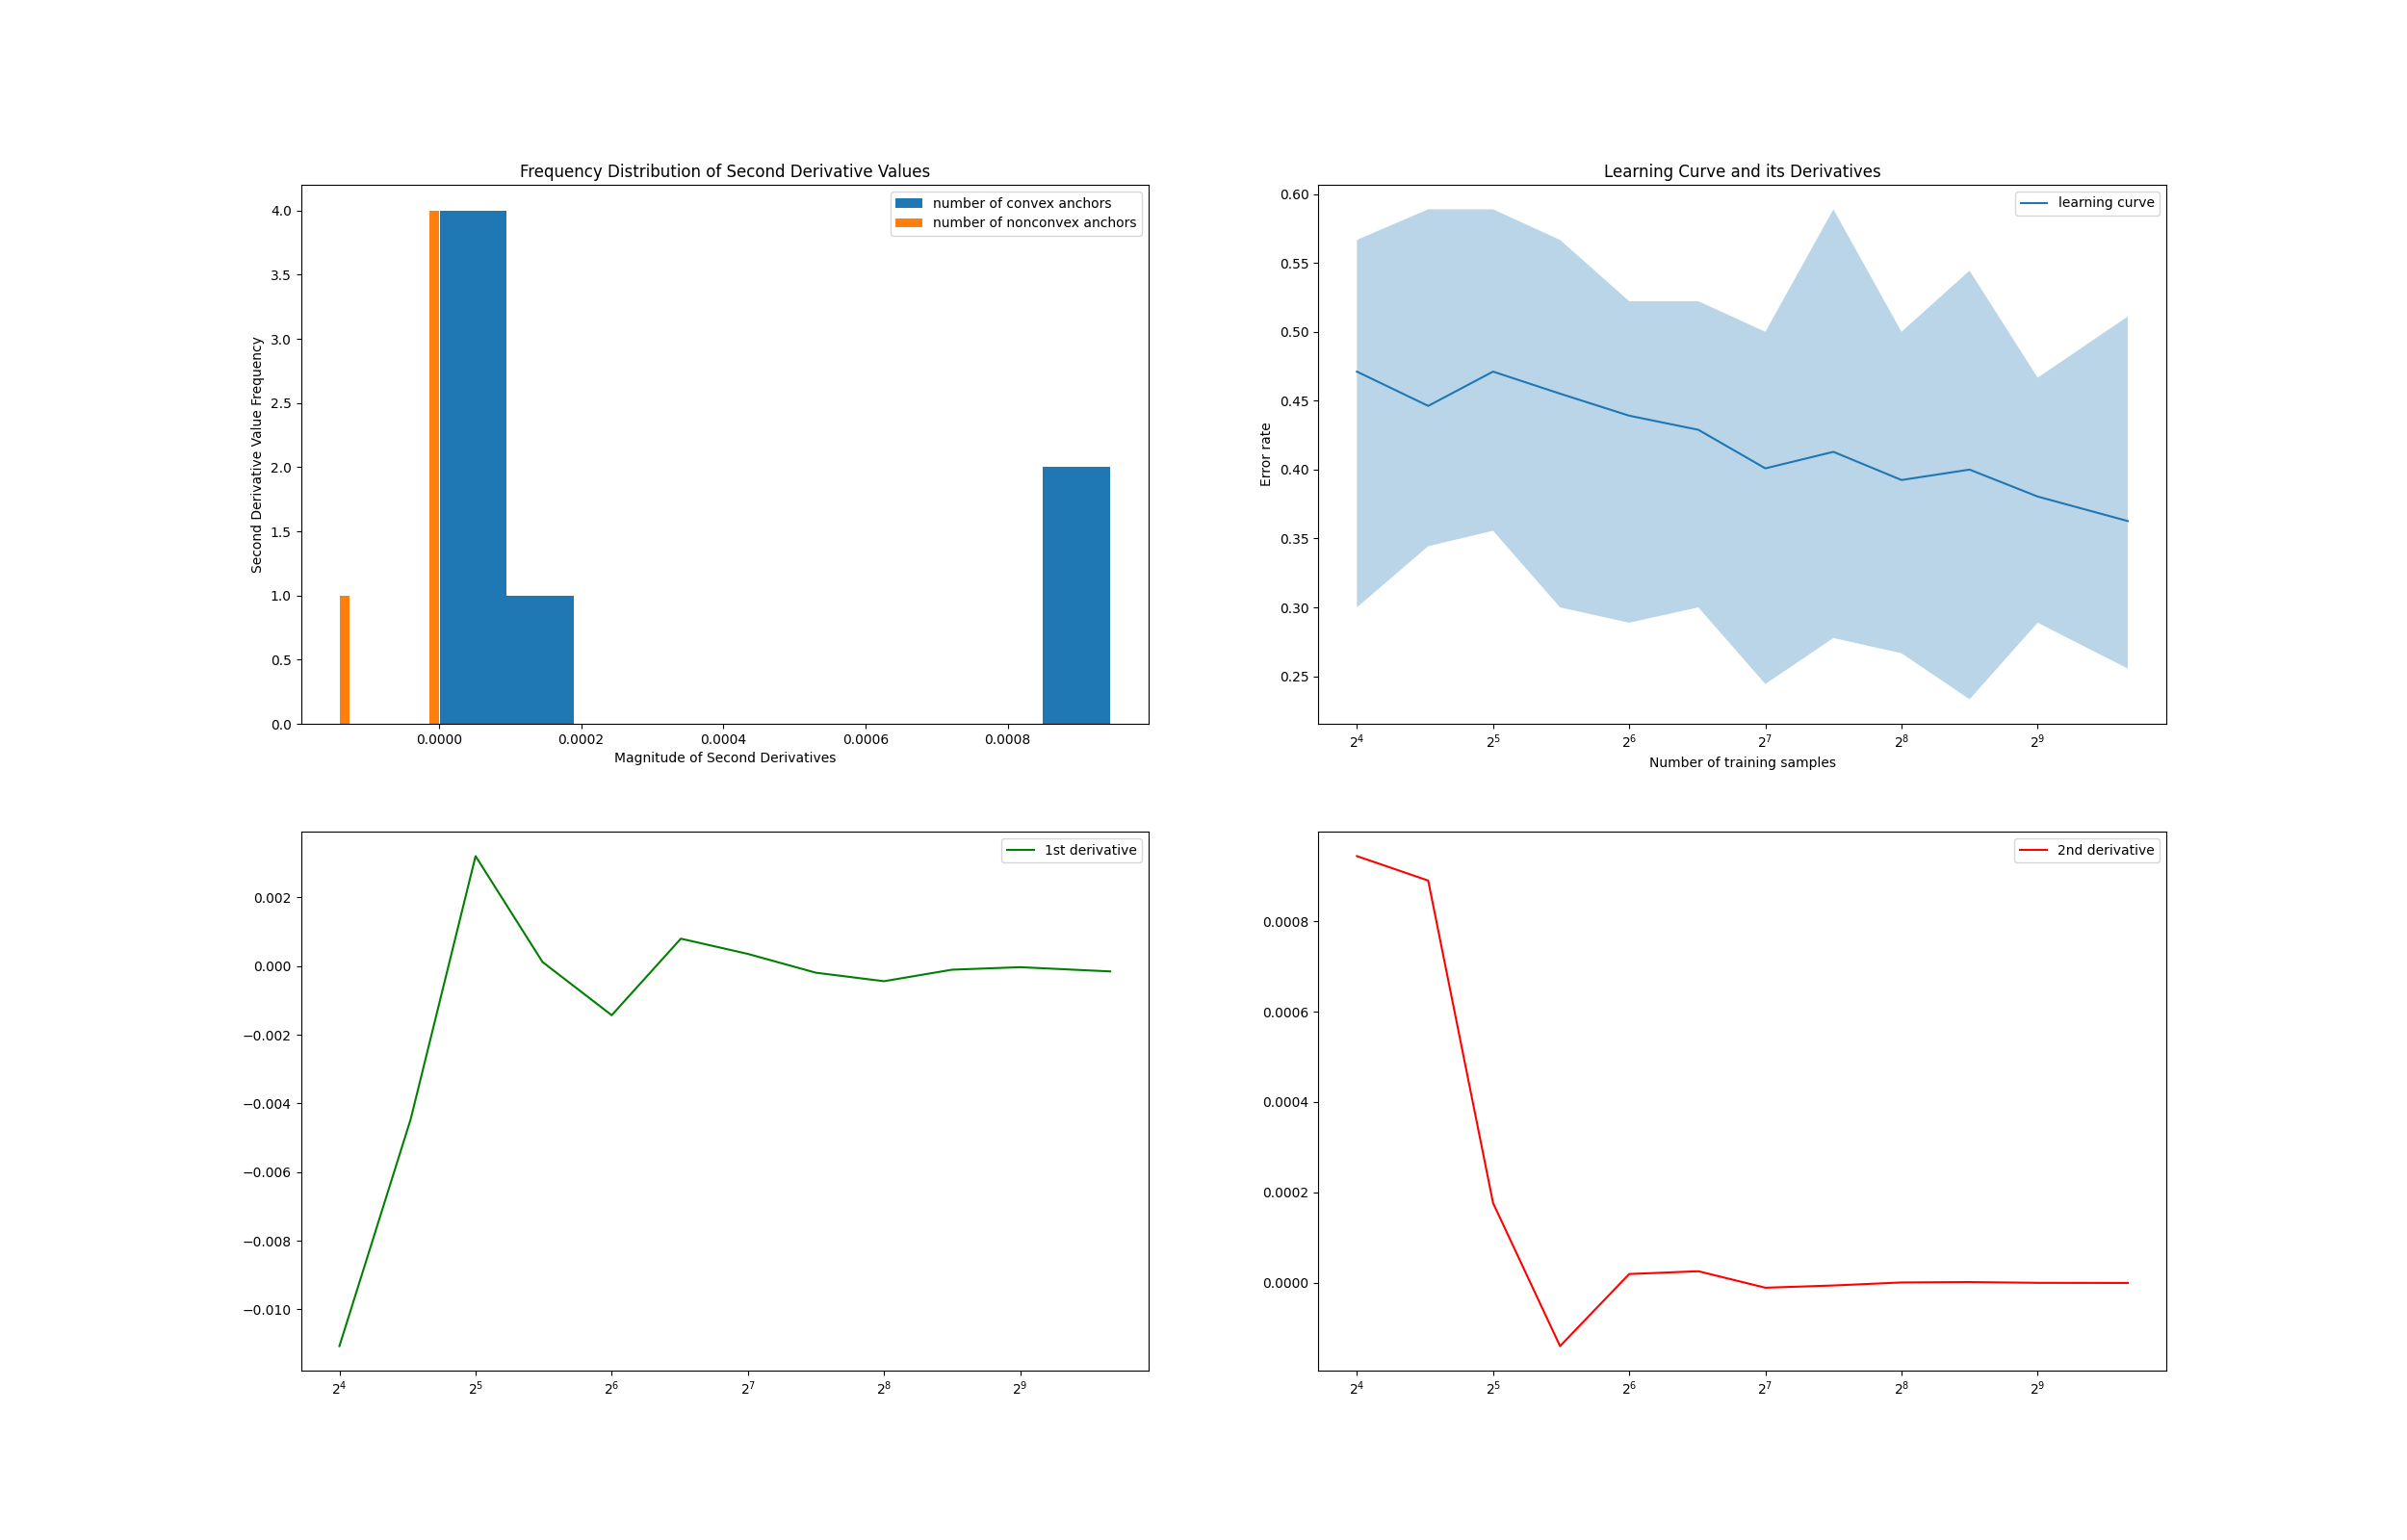 Frequency Distribution of Second Derivative Values
number of convex anchors
number of nonconvex anchors
4.0
3.5
3.0
2.5
2.0
1.5
1.0
0.5
0.0
Second Derivative Value Frequency
0.0000 0.0002 0.0004 0.0006 0.0008
Magnitude of Second Derivatives
Learning Curve and its Derivatives
learning curve
0.60
0.55
0.50
0.45
0.40
0.35
0.30
0.25
Error rate
2⁴ 2⁵ 2⁶ 2⁷ 2⁸ 2⁹
Number of training samples
1st derivative
0.002
0.000
−0.002
−0.004
−0.006
−0.008
−0.010
2⁴ 2⁵ 2⁶ 2⁷ 2⁸ 2⁹
2nd derivative
0.0008
0.0006
0.0004
0.0002
0.0000
2⁴ 2⁵ 2⁶ 2⁷ 2⁸ 2⁹